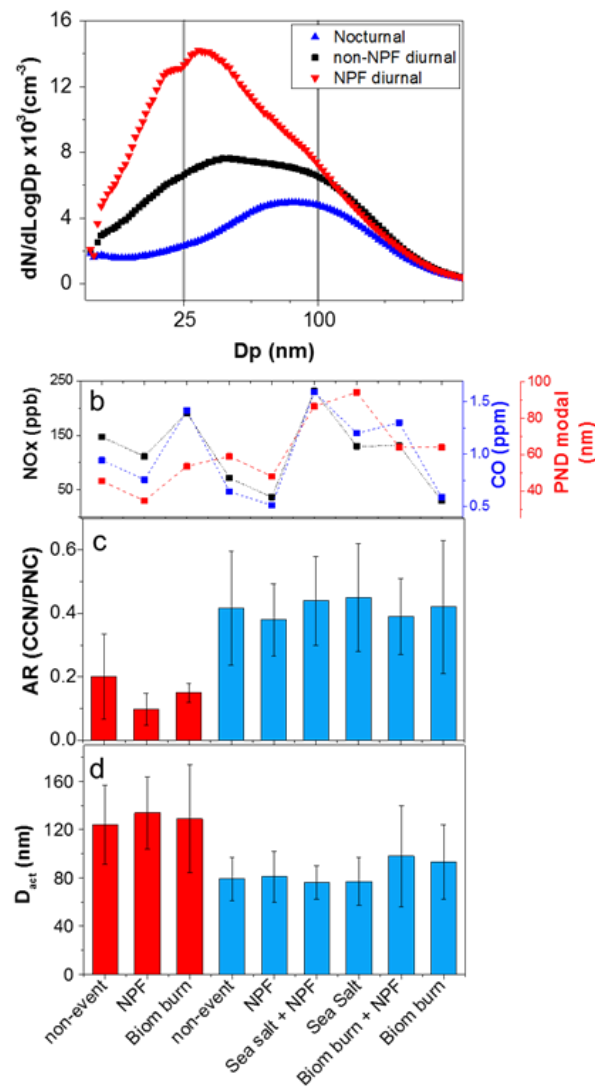 16
12
8
4
0
dN/dLogDp x10³(cm⁻³)
Nocturnal
non-NPF diurnal
NPF diurnal
25
100
Dp (nm)
b
250
150
50
NOx (ppb)
1.5
1.0
0.5
CO (ppm)
100
80
60
40
PND modal
(nm)
c
0.6
0.4
0.2
0.0
AR (CCN/PNC)
d
160
120
80
40
0
Dact (nm)
non-event
NPF
Biom burn
non-event
NPF
Sea salt + NPF
Sea Salt
Biom burn + NPF
Biom burn